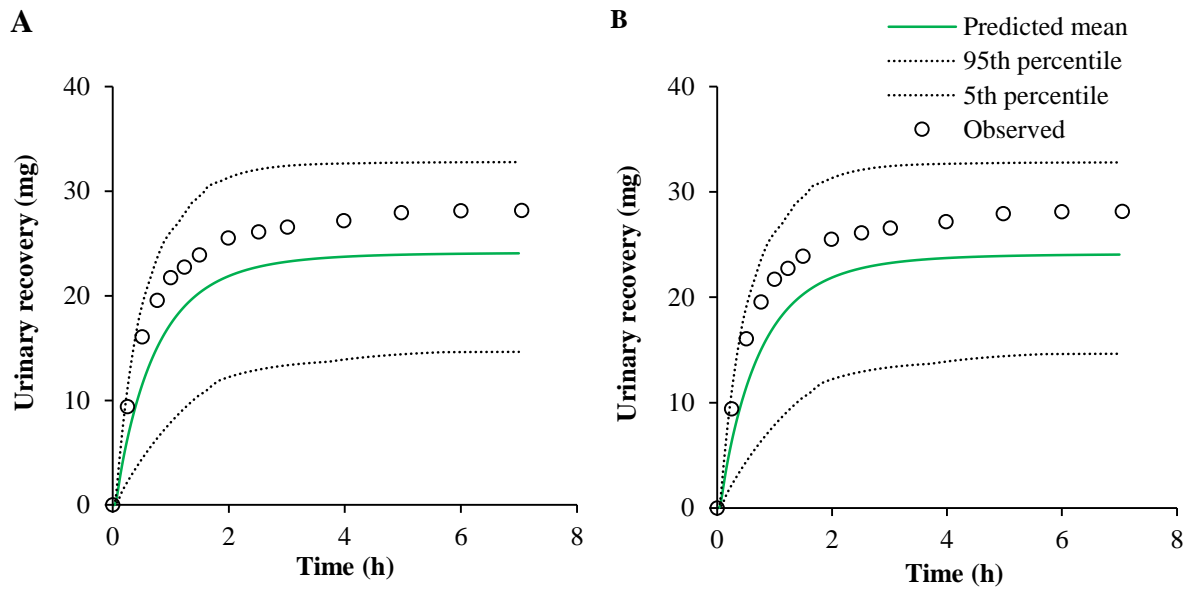 A
Urinary recovery (mg)
40
30
20
10
0
0 2 4 6 8
Time (h)
B
Predicted mean
95th percentile
5th percentile
Observed
Urinary recovery (mg)
40
30
20
10
0
0 2 4 6 8
Time (h)